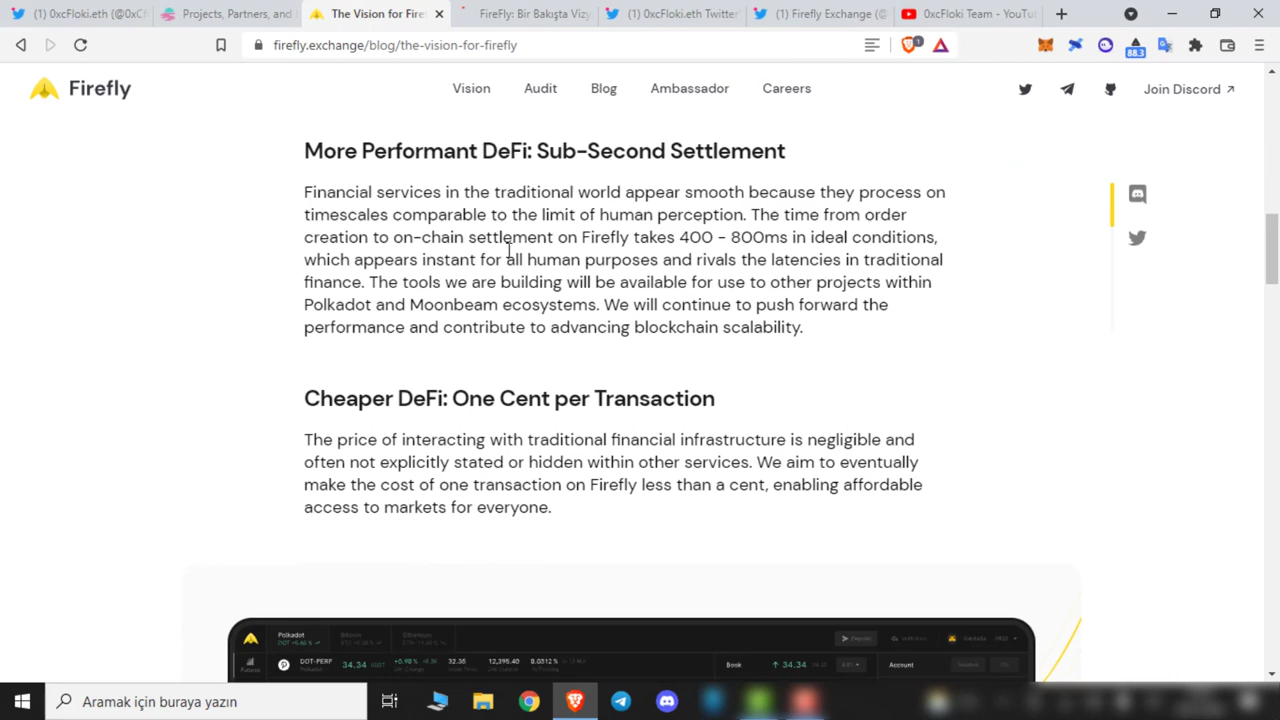 0xcFloki.eth (@0xCf
Projects, Partners, and
The Vision for Firef
FireFly: Bir Bakışta Vizy
0xcFloki.eth Twitter
Firefly Exchange (@
0xcFloki Team - YouTu
firefly.exchange/blog/the-vision-for-firefly
1
88.3
Firefly
Vision
Audit
Blog
Ambassador
Careers
Join Discord ↗
More Performant DeFi: Sub-Second Settlement
Financial services in the traditional world appear smooth because they process on
timescales comparable to the limit of human perception. The time from order
creation to on-chain settlement on Firefly takes 400 - 800ms in ideal conditions,
which appears instant for all human purposes and rivals the latencies in traditional
finance. The tools we are building will be available for use to other projects within
Polkadot and Moonbeam ecosystems. We will continue to push forward the
performance and contribute to advancing blockchain scalability.
Cheaper DeFi: One Cent per Transaction
The price of interacting with traditional financial infrastructure is negligible and
often not explicitly stated or hidden within other services. We aim to eventually
make the cost of one transaction on Firefly less than a cent, enabling affordable
access to markets for everyone.
Polkadot
Bitcoin
Ethereum
Deposit
DOT-PERP
34.34
32.35
12,395.40
Book
↑ 34.34
Account
Aramak için buraya yazın